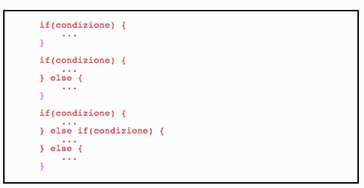 if(condizione) {
...
}
if(condizione) {
...
} else {
...
}
if(condizione) {
...
} else if(condizione) {
...
} else {
...
}